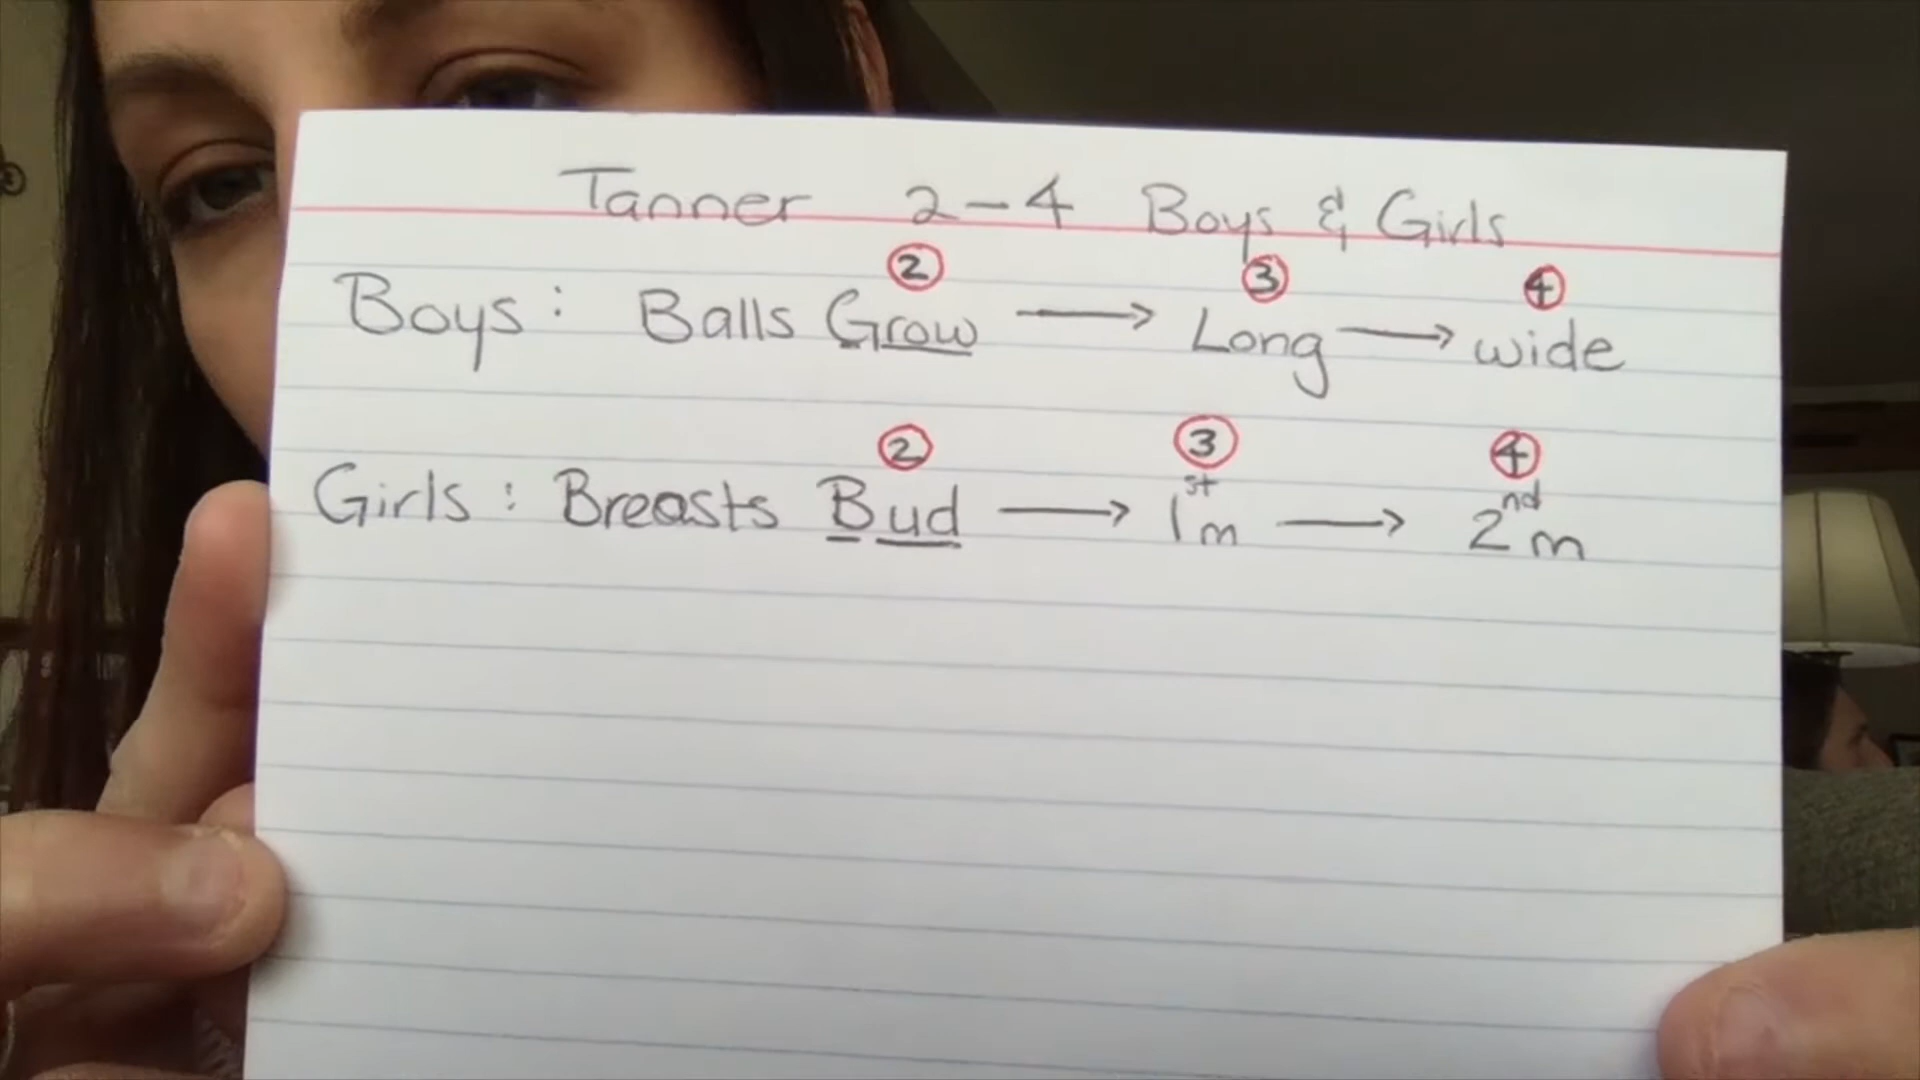 Tanner 2-4 Boys & Girls
② ③ ④
Boys: Balls Grow → Long → wide
② ③ ④
Girls: Breasts Bud → 1st m → 2nd m